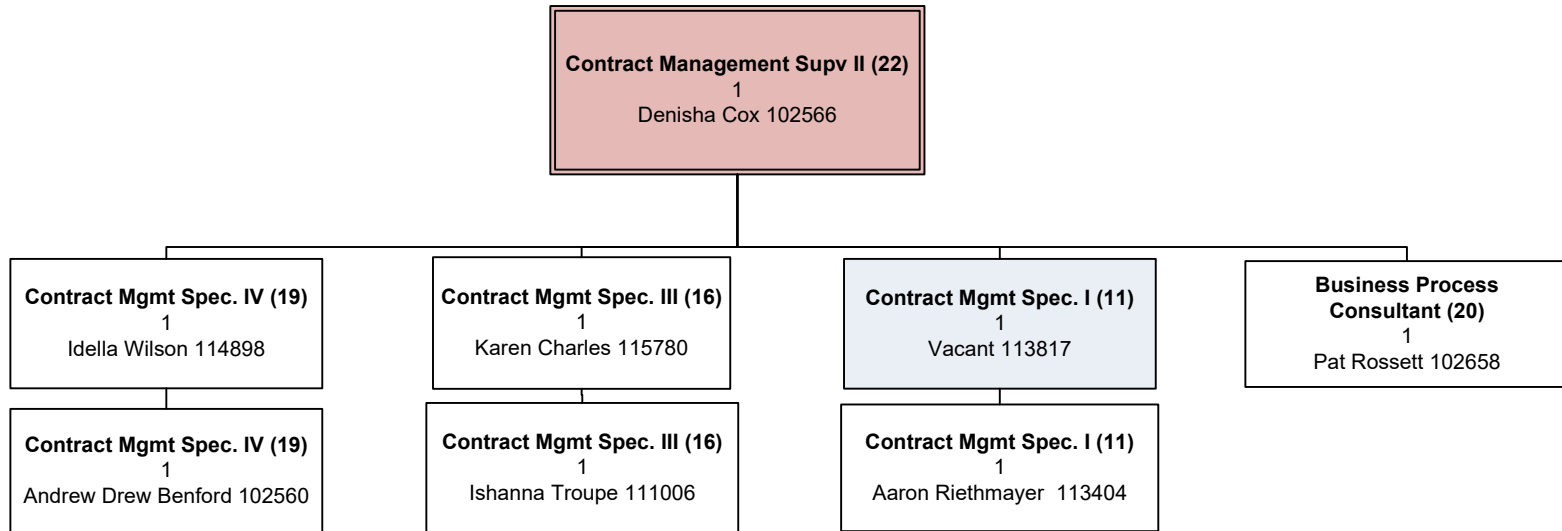 Contract Management Supv II (22)
1
Denisha Cox 102566
Contract Mgmt Spec. IV (19)
1
Idella Wilson 114898
Contract Mgmt Spec. III (16)
1
Karen Charles 115780
Contract Mgmt Spec. I (11)
1
Vacant 113817
Business Process
Consultant (20)
1
Pat Rossett 102658
Contract Mgmt Spec. IV (19)
1
Andrew Drew Benford 102560
Contract Mgmt Spec. III (16)
1
Ishanna Troupe 111006
Contract Mgmt Spec. I (11)
1
Aaron Riethmayer 113404